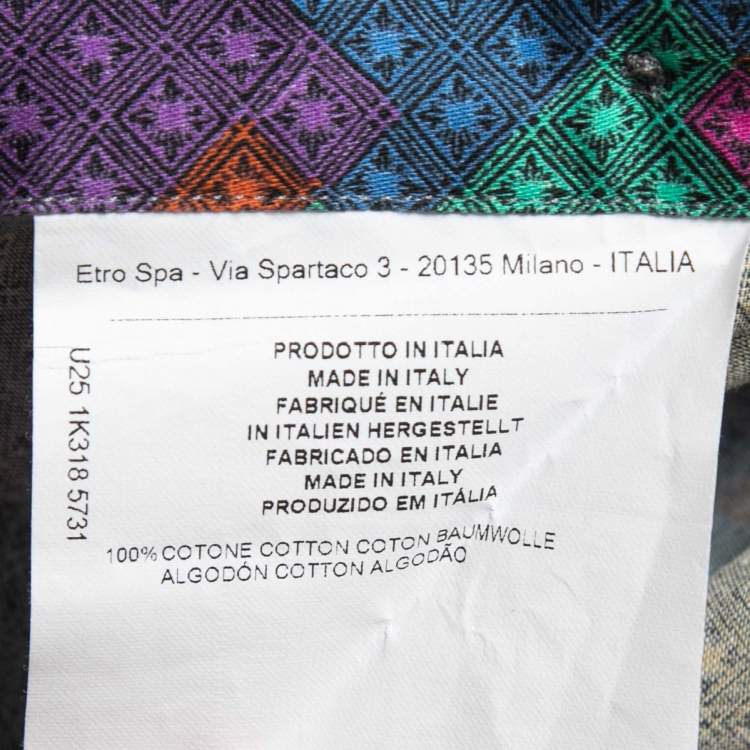 Etro Spa - Via Spartaco 3 - 20135 Milano - ITALIA
PRODOTTO IN ITALIA
MADE IN ITALY
FABRIQUÉ EN ITALIE
IN ITALIEN HERGESTELLT
FABRICADO EN ITALIA
MADE IN ITALY
PRODUZIDO EM ITÁLIA
U25 1K318 5731
100% COTONE COTTON COTON BAUMWOLLE
ALGODÓN COTTON ALGODÃO